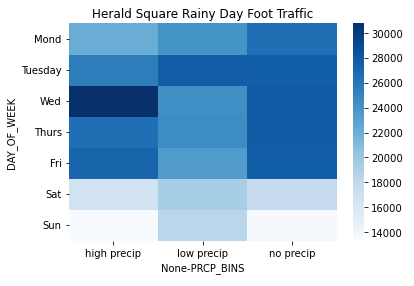 Herald Square Rainy Day Foot Traffic
DAY_OF_WEEK
Mond
Tuesday
Wed
Thurs
Fri
Sat
Sun
high precip low precip no precip
None-PRCP_BINS
30000
28000
26000
24000
22000
20000
18000
16000
14000